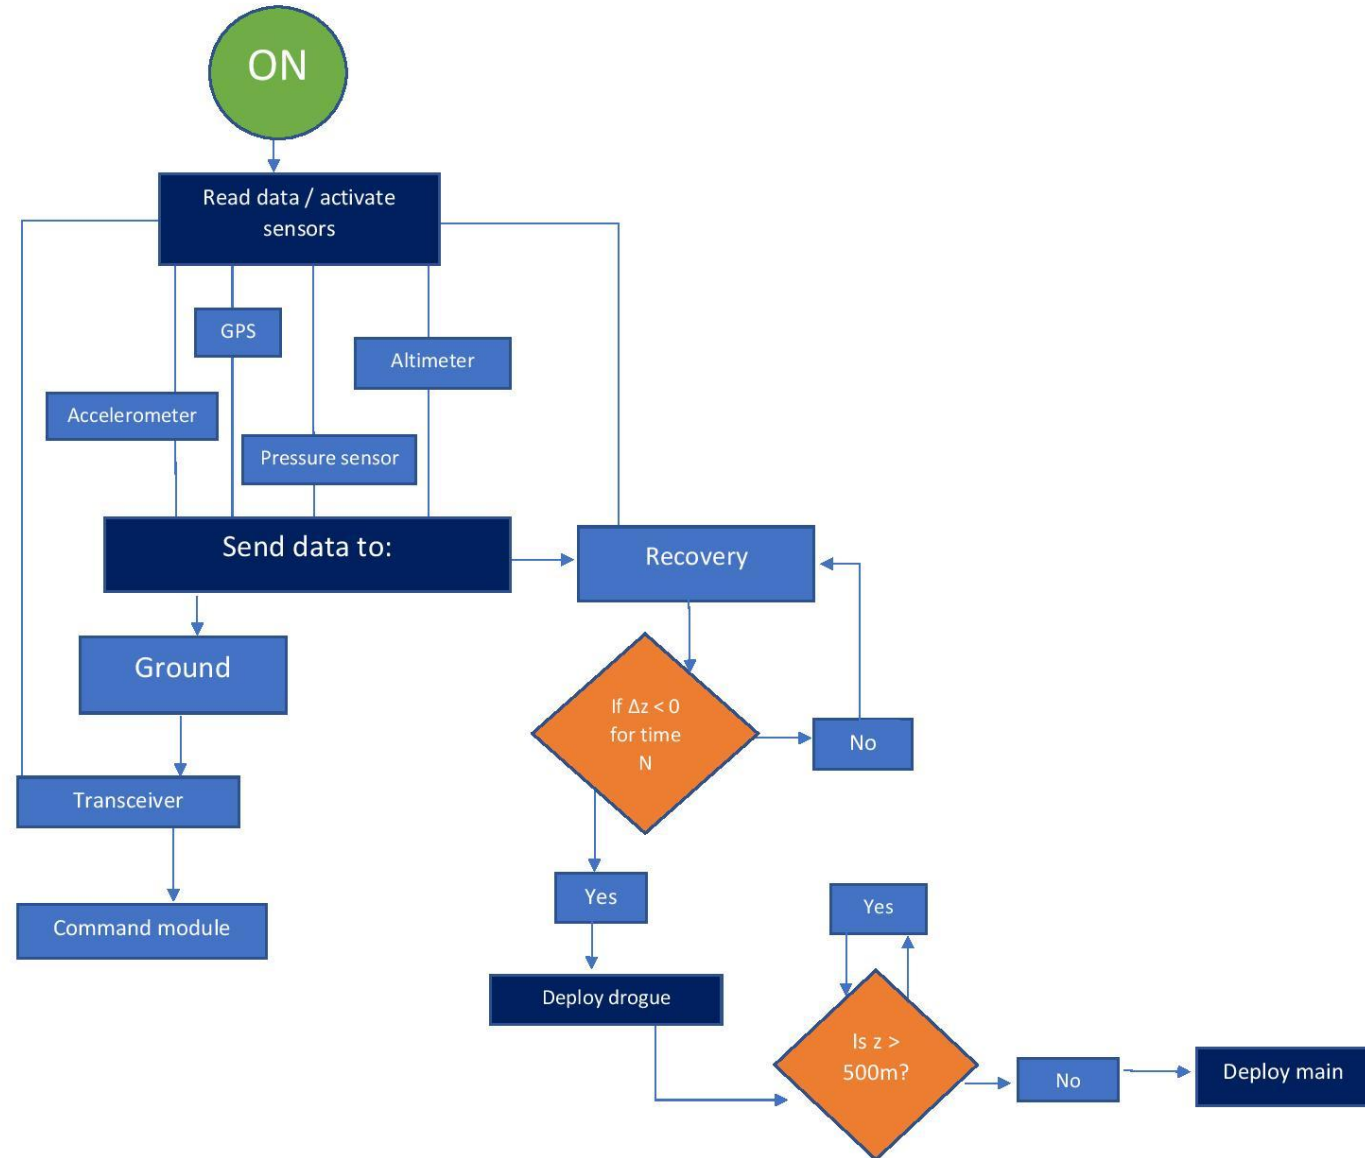 ON
Read data / activate
sensors
GPS
Altimeter
Accelerometer
Pressure sensor
Send data to:
Recovery
Ground
If Δz < 0
for time
N
No
Transceiver
Yes
Yes
Command module
Deploy drogue
Is z >
500m?
No
Deploy main